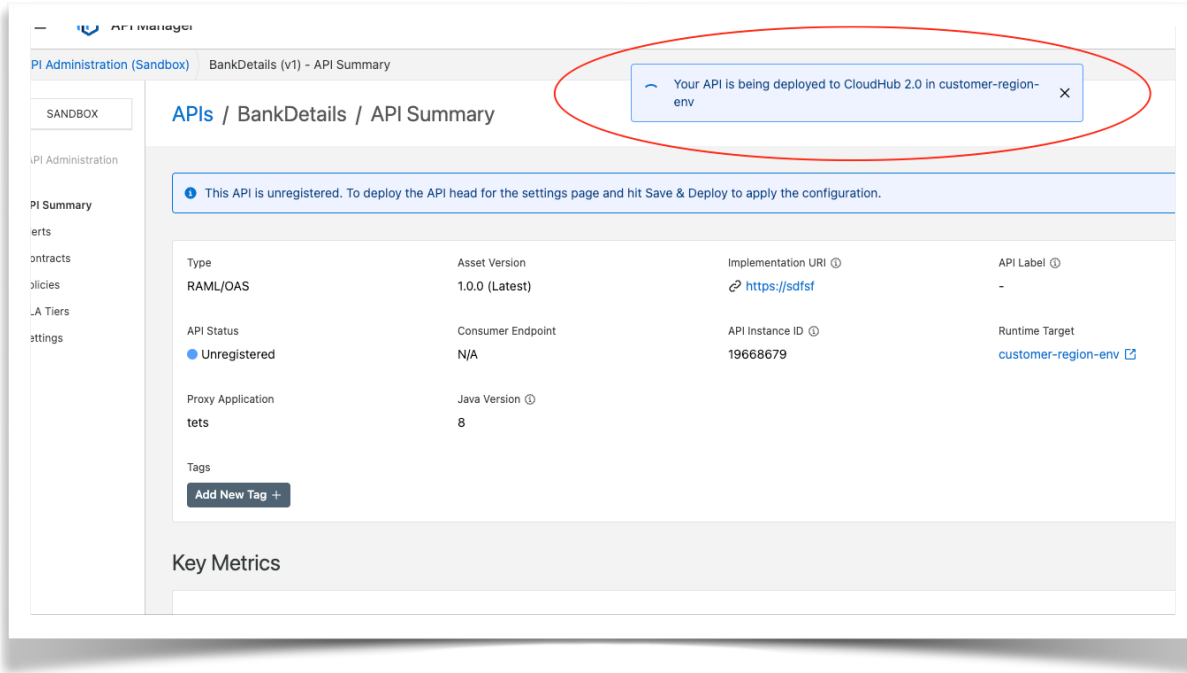 API Manager
PI Administration (Sandbox) BankDetails (v1) - API Summary
Your API is being deployed to CloudHub 2.0 in customer-region-
env
SANDBOX
APIs / BankDetails / API Summary
API Administration
This API is unregistered. To deploy the API head for the settings page and hit Save & Deploy to apply the configuration.
PI Summary
erts
ontracts
olicies
LA Tiers
ettings
Type
RAML/OAS
Asset Version
1.0.0 (Latest)
Implementation URI
https://sdfsf
API Label
-
API Status
Unregistered
Consumer Endpoint
N/A
API Instance ID
19668679
Runtime Target
customer-region-env
Proxy Application
tets
Java Version
8
Tags
Add New Tag +
Key Metrics